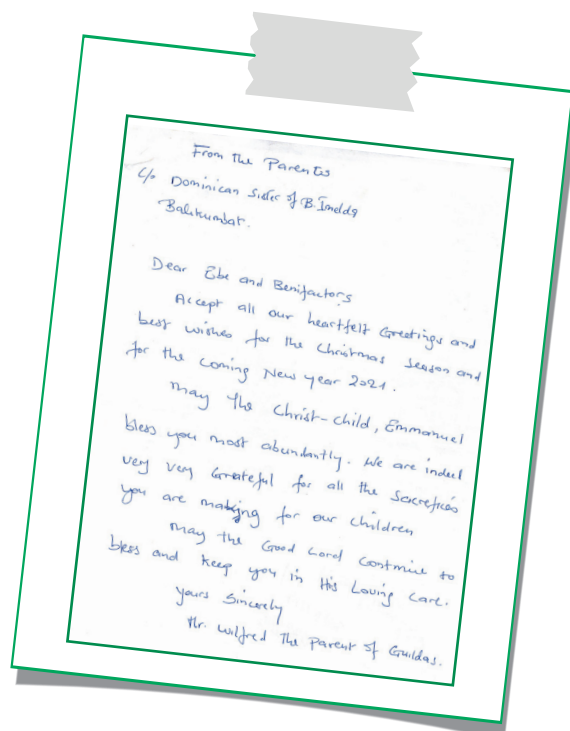 From the Parents
C/o Dominican Sister of B. Imelda
Balikumbat.
Dear Ebe and Benifactors
Accept all our heartfelt Greetings and
best wishes for the Christmas Season and
for the coming New year 2021.
May the Christ-child, Emmanuel
bless you most abundantly. We are indeed
very very Greateful for all the Sacrefices
you are making for our children
May the Good Lord Continue to
bless and keep you in His Loving Care.
yours Sincerely
Mr. Wilfred The Parent of Guildas.